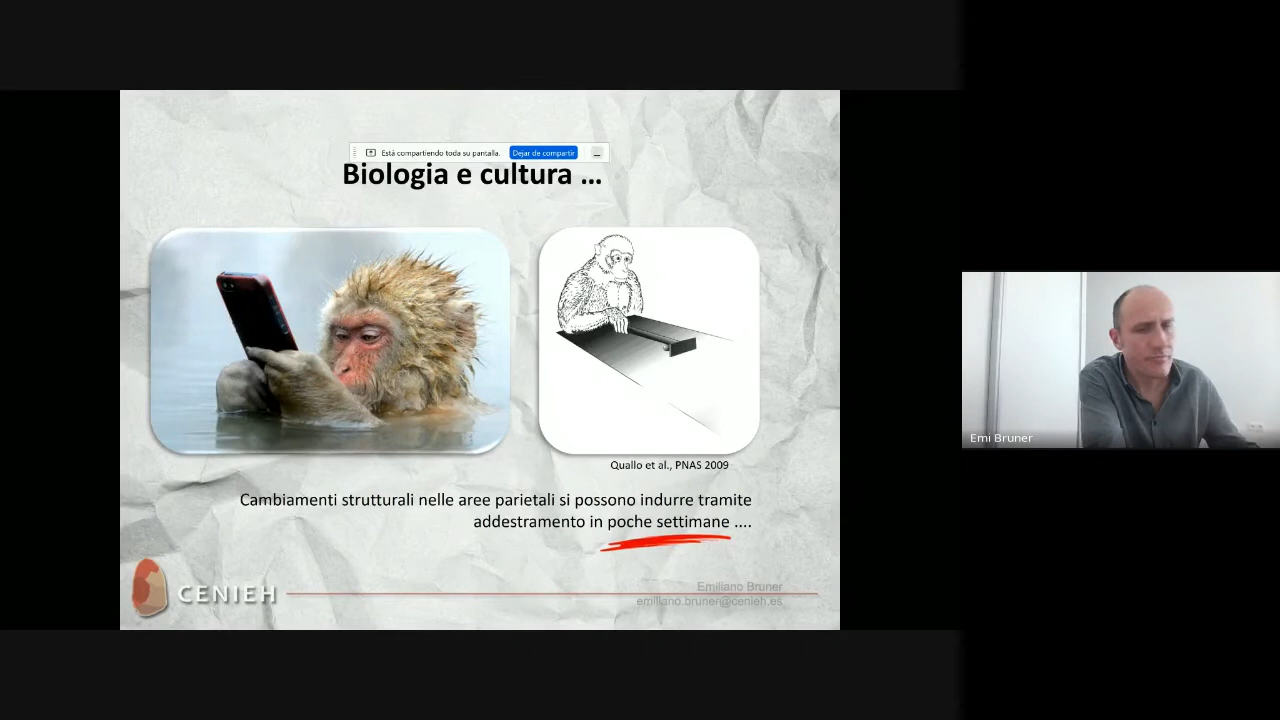 Está compartiendo toda su pantalla. Dejar de compartir
Biologia e cultura ...
Quallo et al., PNAS 2009
Cambiamenti strutturali nelle aree parietali si possono indurre tramite
addestramento in poche settimane ....
CENIEH
Emiliano Bruner
emiliano.bruner@cenieh.es
Emi Bruner